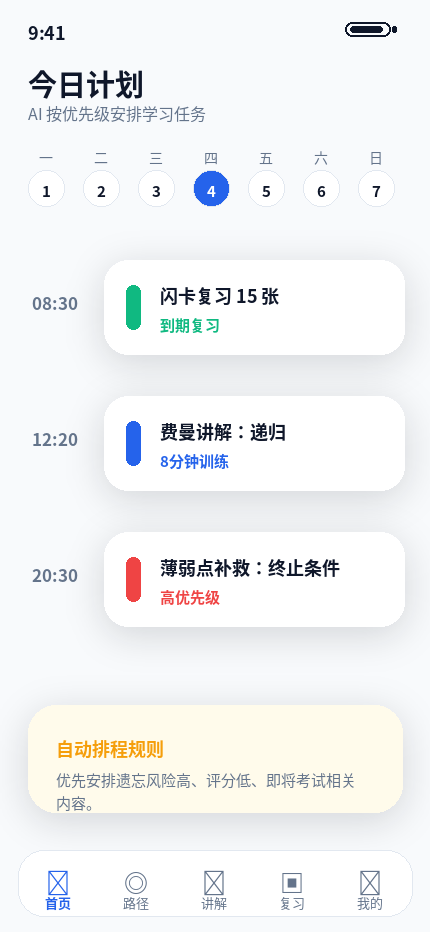 9:41
今日计划
AI 按优先级安排学习任务
一 二 三 四 五 六 日
1 2 3 4 5 6 7
08:30
闪卡复习 15 张
到期复习
12:20
费曼讲解：递归
8分钟训练
20:30
薄弱点补救：终止条件
高优先级
自动排程规则
优先安排遗忘风险高、评分低、即将考试相关
内容。
首页 路径 讲解 复习 我的